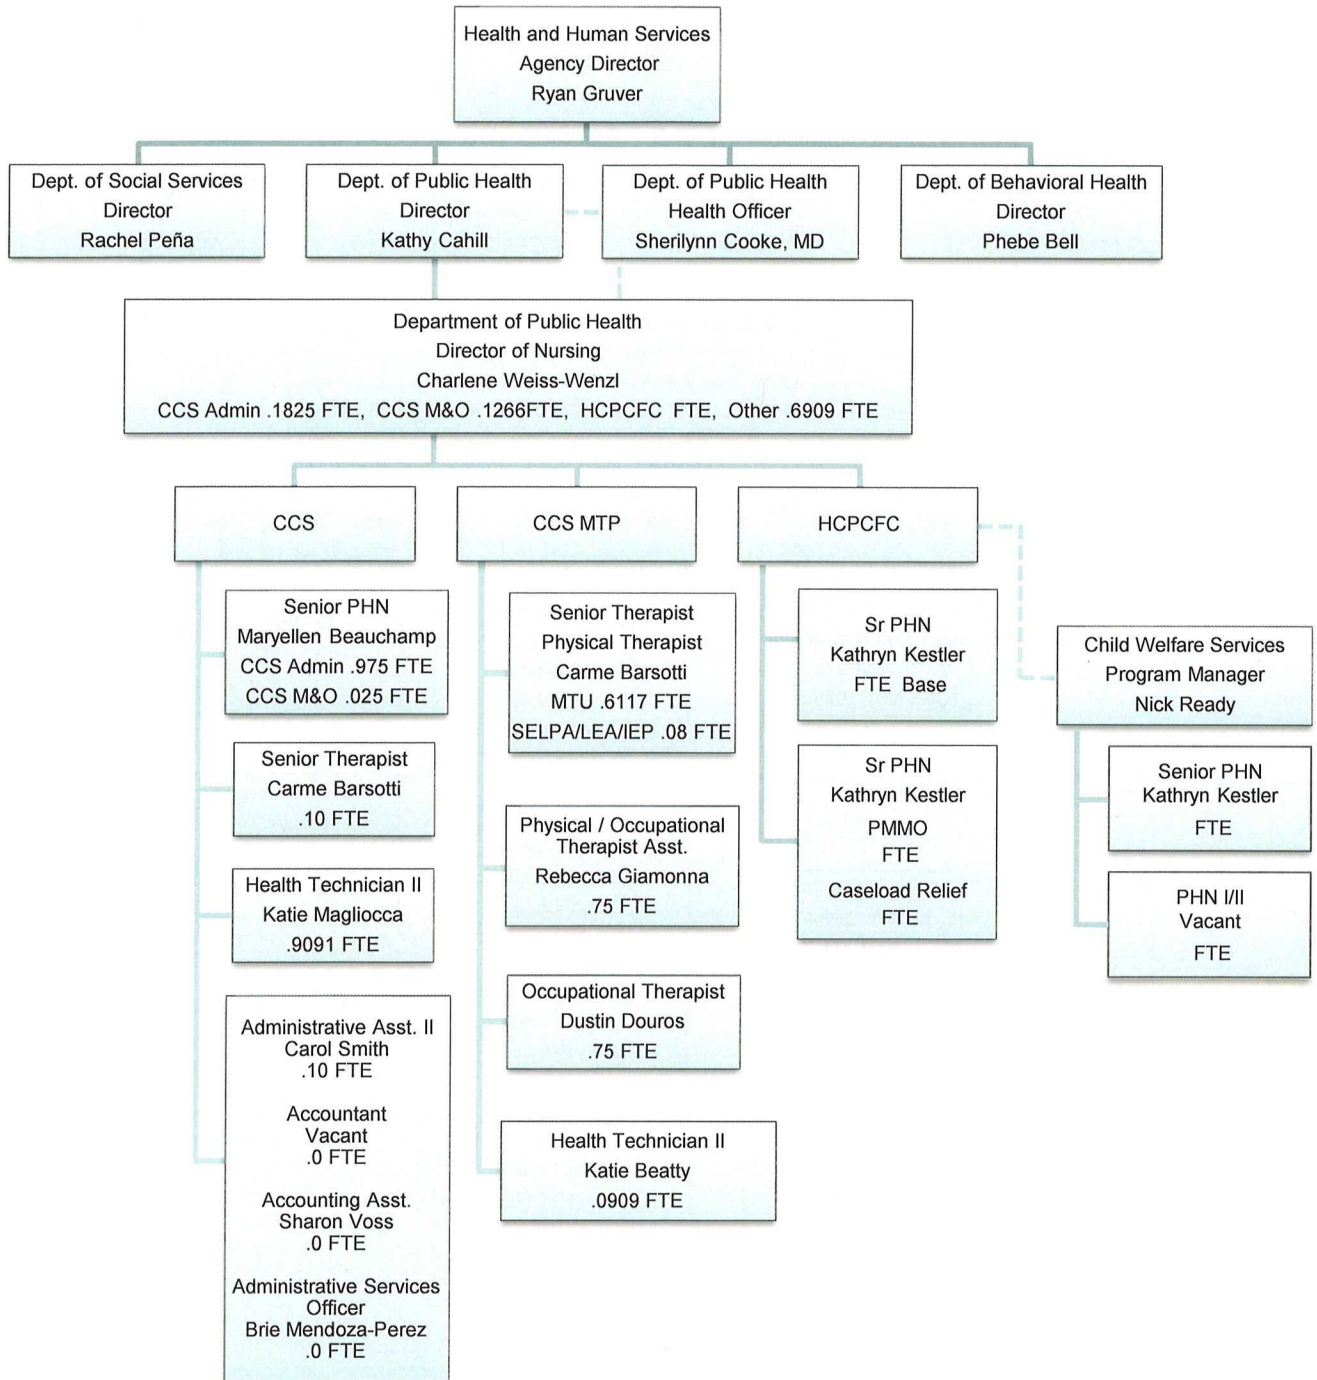 Health and Human Services
Agency Director
Ryan Gruver
Dept. of Social Services
Director
Rachel Peña
Dept. of Public Health
Director
Kathy Cahill
Dept. of Public Health
Health Officer
Sherilynn Cooke, MD
Dept. of Behavioral Health
Director
Phebe Bell
Department of Public Health
Director of Nursing
Charlene Weiss-Wenzl
CCS Admin .1825 FTE, CCS M&O .1266FTE, HCPCFC FTE, Other .6909 FTE
CCS
Senior PHN
Maryellen Beauchamp
CCS Admin .975 FTE
CCS M&O .025 FTE
Senior Therapist
Carme Barsotti
.10 FTE
Health Technician II
Katie Magliocca
.9091 FTE
Administrative Asst. II
Carol Smith
.10 FTE
Accountant
Vacant
.0 FTE
Accounting Asst.
Sharon Voss
.0 FTE
Administrative Services
Officer
Brie Mendoza-Perez
.0 FTE
CCS MTP
Senior Therapist
Physical Therapist
Carme Barsotti
MTU .6117 FTE
SELPA/LEA/IEP .08 FTE
Physical / Occupational
Therapist Asst.
Rebecca Giamonna
.75 FTE
Occupational Therapist
Dustin Douros
.75 FTE
Health Technician II
Katie Beatty
.0909 FTE
HCPCFC
Sr PHN
Kathryn Kestler
FTE Base
Sr PHN
Kathryn Kestler
PMMO
FTE
Caseload Relief
FTE
Child Welfare Services
Program Manager
Nick Ready
Senior PHN
Kathryn Kestler
FTE
PHN I/II
Vacant
FTE